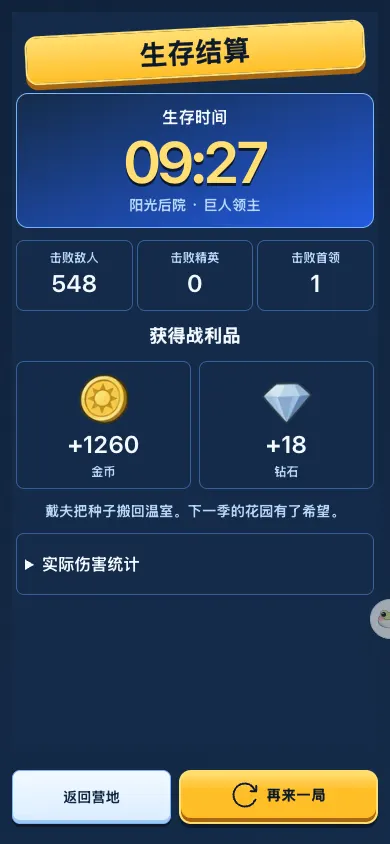 生存结算
生存时间
09:27
阳光后院 · 巨人领主
击败敌人
548
击败精英
0
击败首领
1
获得战利品
+1260
金币
+18
钻石
戴夫把种子搬回温室。下一季的花园有了希望。
▶ 实际伤害统计
返回营地
再来一局